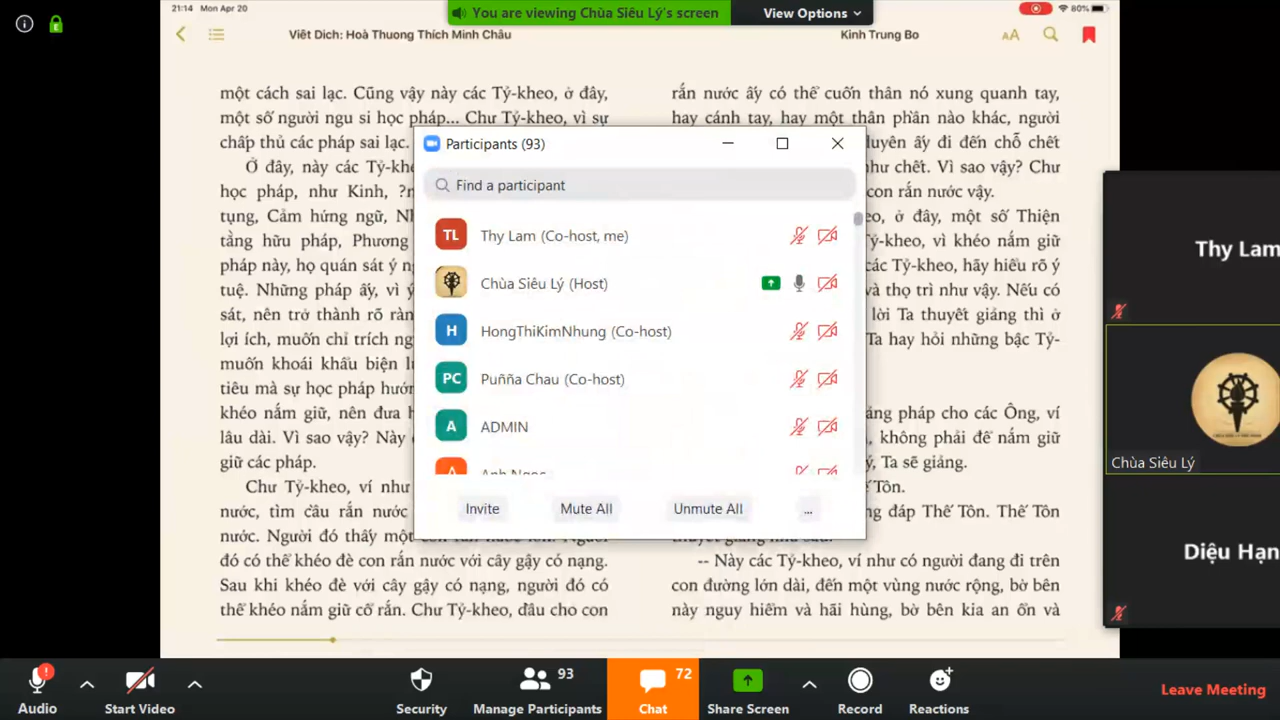 21:14 Mon Apr 20
You are viewing Chùa Siêu Lý's screen
View Options
80%
Việt Dịch: Hoà Thuong Thích Minh Châu
Kinh Trung Bo
AA
một cách sai lạc. Cũng vậy này các Tỷ-kheo, ở đây,
một số người ngu si học pháp... Chư Tỷ-kheo, vì sự
chấp thủ các pháp sai lạc.
Ở đây, này các Tỷ-k
học pháp, như Kinh, ?n
tụng, Cảm hứng ngữ, N
tằng hữu pháp, Phương
pháp này, họ quán sát ý n
tuệ. Những pháp ấy, vì ý
sát, nên trở thành rõ ràn
lợi ích, muốn chỉ trích ng
muốn khoái khẩu biện l
tiêu mà sự học pháp hướ
khéo nắm giữ, nên đưa
lâu dài. Vì sao vậy? Này
giữ các pháp.
Chư Tỷ-kheo, ví như
nước, tìm cầu rắn nước
nước. Người đó thấy một
đó có thể khéo đè con rắn nước với cây gậy có nạng.
Sau khi khéo đè với cây gậy có nạng, người đó có
thể khéo nắm giữ cổ rắn. Chư Tỷ-kheo, đầu cho con
rắn nước ấy có thể cuốn thân nó xung quanh tay,
hay cánh tay, hay một thân phần nào khác, người
duyên ấy đi đến chỗ chết
như chết. Vì sao vậy? Chư
con rắn nước vậy.
eo, ở đây, một số Thiện
Tỷ-kheo, vì khéo nắm giữ
các Tỷ-kheo, hãy hiểu rõ ý
và thọ trì như vậy. Nếu có
lời Ta thuyết giảng thì ở
Ta hay hỏi những bậc Tỷ-
ảng pháp cho các Ông, ví
, không phải để nắm giữ
ý, Ta sẽ giảng.
Tôn.
g đáp Thế Tôn. Thế Tôn
-- Này các Tỷ-kheo, ví như có người đang đi trên
con đường lớn dài, đến một vùng nước rộng, bờ bên
này nguy hiểm và hãi hùng, bờ bên kia an ổn và
Participants (93)
Find a participant
TL Thy Lam (Co-host, me)
Chùa Siêu Lý (Host)
H HongThiKimNhung (Co-host)
PC Puñña Chau (Co-host)
A ADMIN
Anh Ngoc
Invite
Mute All
Unmute All
...
Thy Lam
Chùa Siêu Lý
Diệu Hạn
Audio
Start Video
Security
93
Manage Participants
72
Chat
Share Screen
Record
Reactions
Leave Meeting